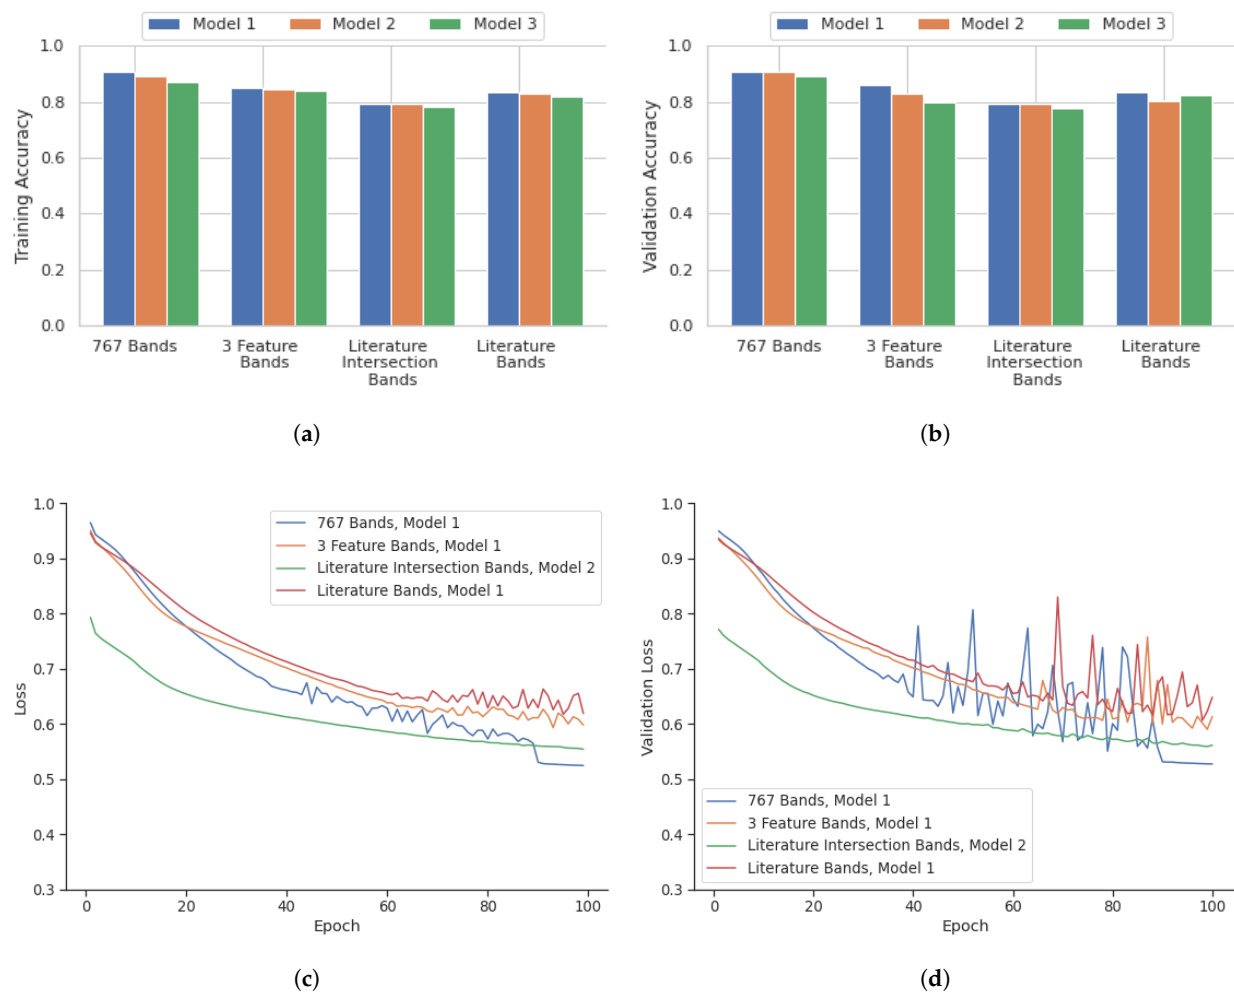 Model 1 Model 2 Model 3
1.0
0.8
0.6
0.4
0.2
0.0
Training Accuracy
767 Bands
3 Feature
Bands
Literature
Intersection
Bands
Literature
Bands
(a)
Model 1 Model 2 Model 3
1.0
0.8
0.6
0.4
0.2
0.0
Validation Accuracy
767 Bands
3 Feature
Bands
Literature
Intersection
Bands
Literature
Bands
(b)
1.0
0.9
0.8
0.7
0.6
0.5
0.4
0.3
Loss
767 Bands, Model 1
3 Feature Bands, Model 1
Literature Intersection Bands, Model 2
Literature Bands, Model 1
0 20 40 60 80 100
Epoch
(c)
1.0
0.9
0.8
0.7
0.6
0.5
0.4
0.3
Validation Loss
767 Bands, Model 1
3 Feature Bands, Model 1
Literature Intersection Bands, Model 2
Literature Bands, Model 1
0 20 40 60 80 100
Epoch
(d)